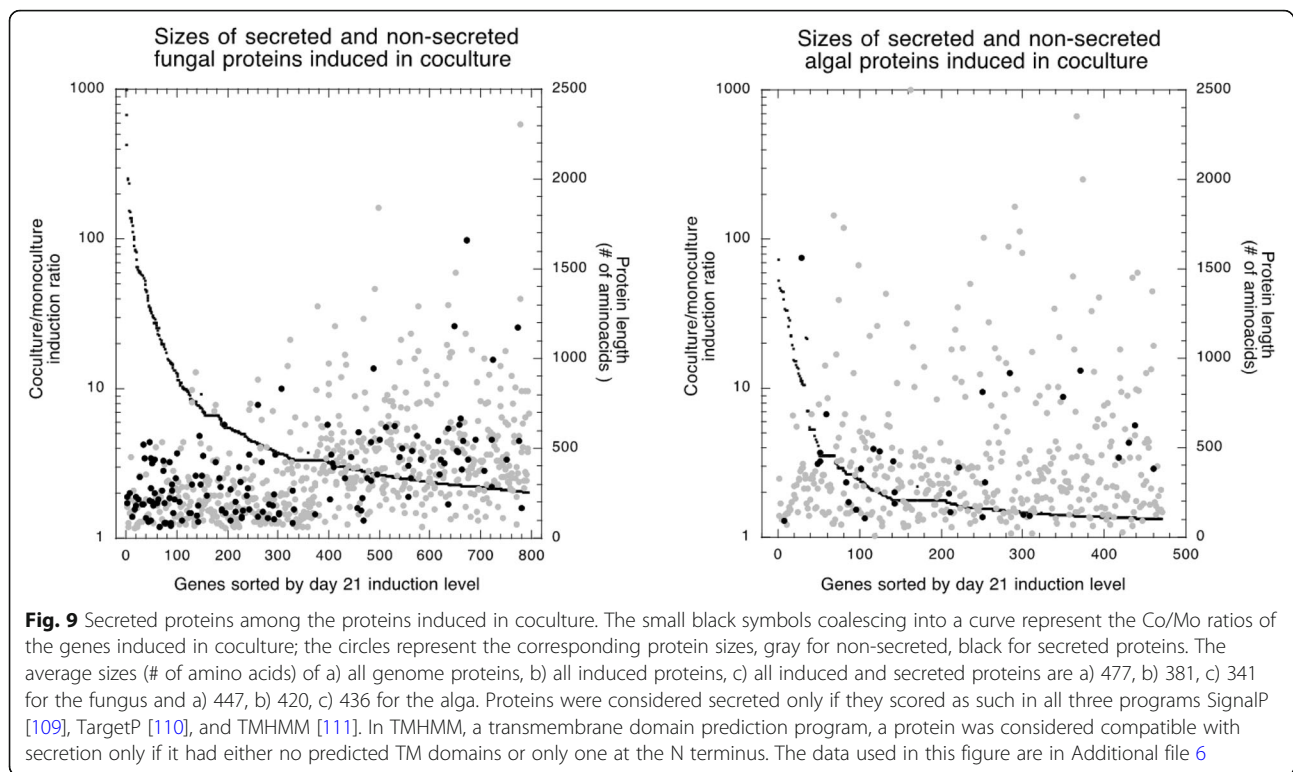 Sizes of secreted and non-secreted
fungal proteins induced in coculture
1000
100
10
1
Coculture/monoculture
induction ratio
2500
2000
1500
1000
500
0
Protein length
(# of aminoacids )
0 100 200 300 400 500 600 700 800
Genes sorted by day 21 induction level
Sizes of secreted and non-secreted
algal proteins induced in coculture
1000
100
10
1
Coculture/monoculture
induction ratio
2500
2000
1500
1000
500
0
Protein length
(# of aminoacids)
0 100 200 300 400 500
Genes sorted by day 21 induction level
Fig. 9 Secreted proteins among the proteins induced in coculture. The small black symbols coalescing into a curve represent the Co/Mo ratios of
the genes induced in coculture; the circles represent the corresponding protein sizes, gray for non-secreted, black for secreted proteins. The
average sizes (# of amino acids) of a) all genome proteins, b) all induced proteins, c) all induced and secreted proteins are a) 477, b) 381, c) 341
for the fungus and a) 447, b) 420, c) 436 for the alga. Proteins were considered secreted only if they scored as such in all three programs SignalP
[109], TargetP [110], and TMHMM [111]. In TMHMM, a transmembrane domain prediction program, a protein was considered compatible with
secretion only if it had either no predicted TM domains or only one at the N terminus. The data used in this figure are in Additional file 6